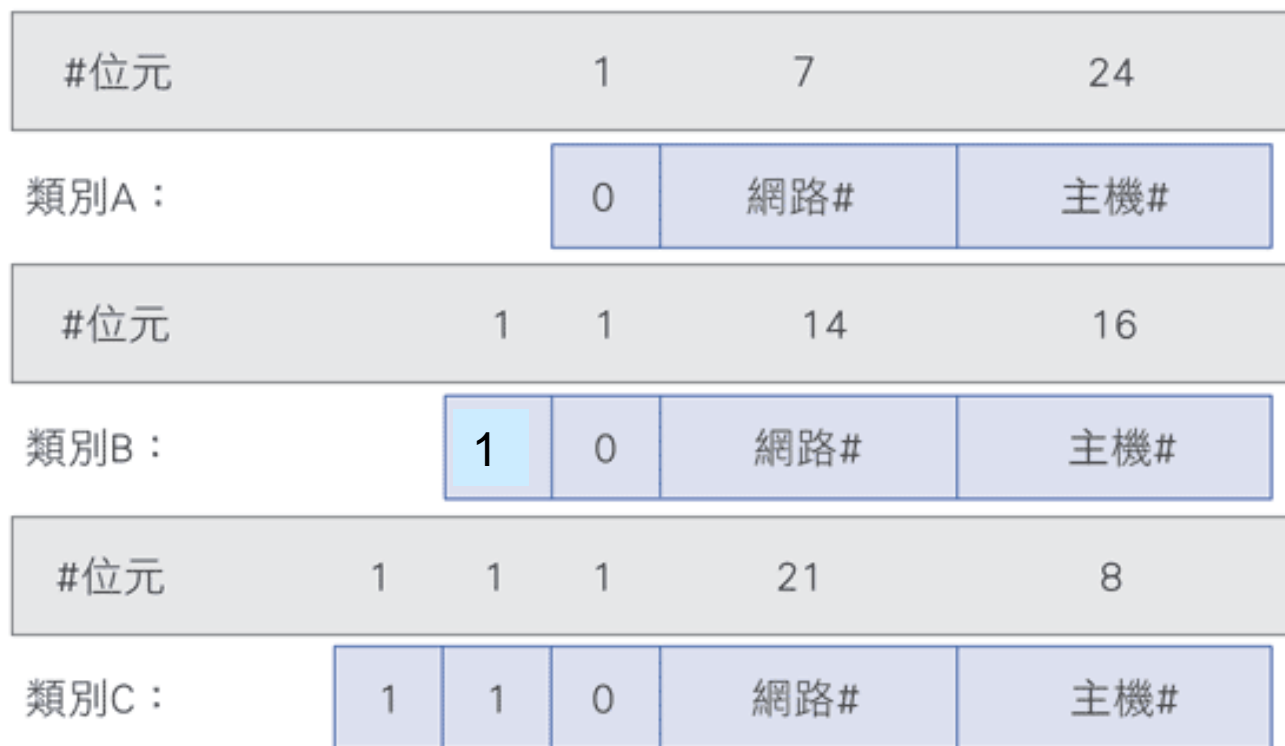 #位元 1 7 24
類別A： 0 網路# 主機#
#位元 1 1 14 16
類別B： 1 0 網路# 主機#
#位元 1 1 1 21 8
類別C： 1 1 0 網路# 主機#